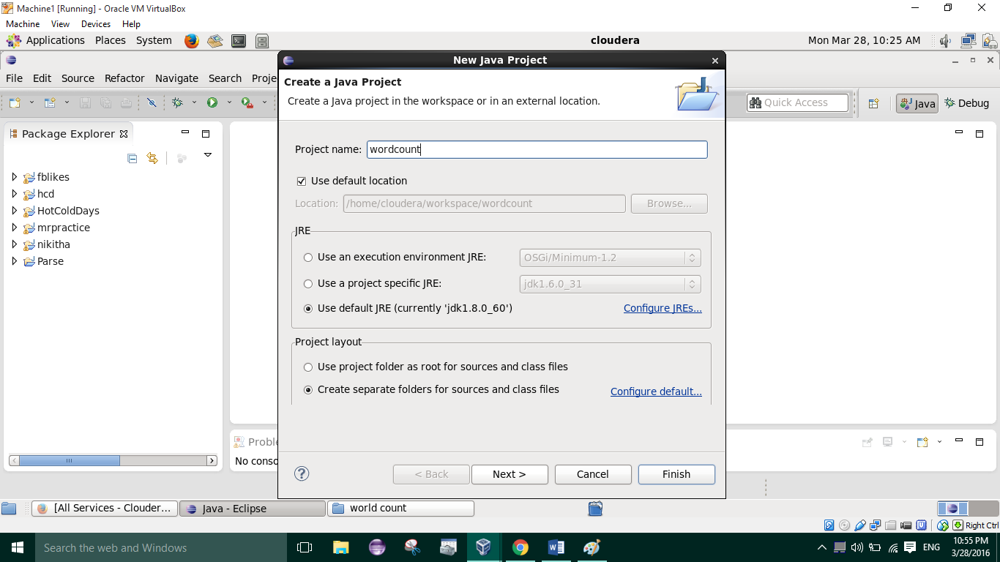 Machine1 [Running] - Oracle VM VirtualBox
Machine View Devices Help
Applications Places System cloudera Mon Mar 28, 10:25 AM
New Java Project
File Edit Source Refactor Navigate Search Proje
Create a Java Project
Create a Java project in the workspace or in an external location.
Quick Access Java Debug
Package Explorer
fblikes
hcd
HotColdDays
mrpractice
nikitha
Parse
Project name: wordcount
Use default location
Location: /home/cloudera/workspace/wordcount Browse...
JRE
Use an execution environment JRE: OSGi/Minimum-1.2
Use a project specific JRE: jdk1.6.0_31
Use default JRE (currently 'jdk1.8.0_60') Configure JREs...
Project layout
Use project folder as root for sources and class files
Create separate folders for sources and class files Configure default...
Proble
No conso
< Back Next > Cancel Finish
[All Services - Clouder... Java - Eclipse world count
Right Ctrl
Search the web and Windows ENG 10:55 PM
3/28/2016